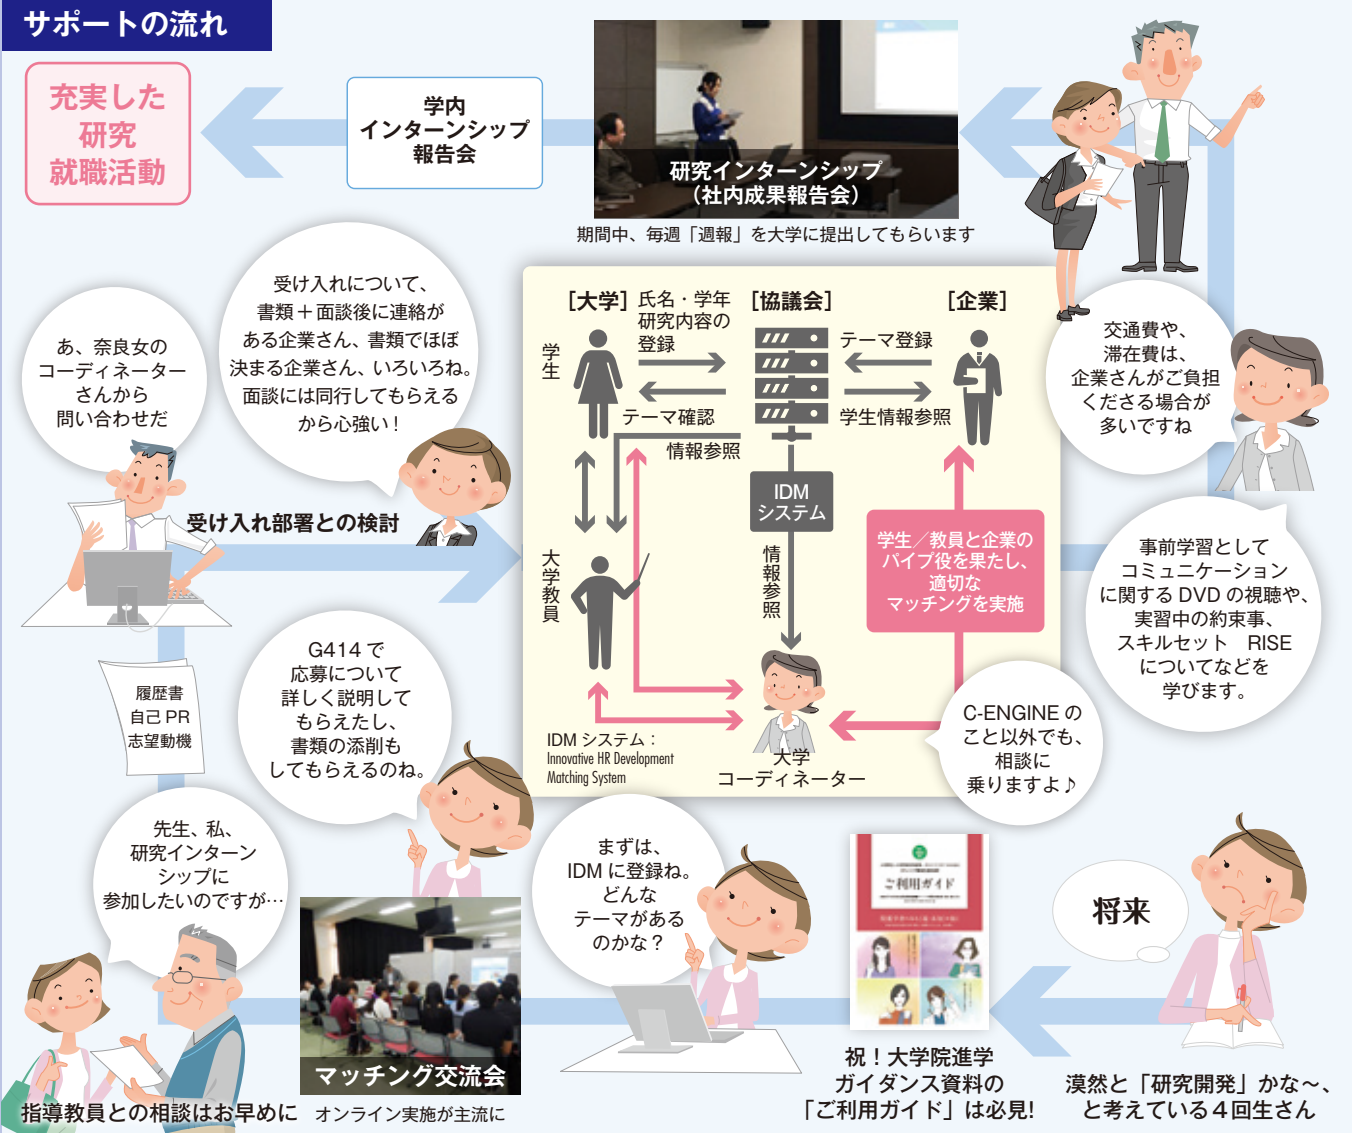 サポートの流れ
充実した
研究
就職活動
学内
インターンシップ
報告会
研究インターンシップ
（社内成果報告会）
期間中、毎週「週報」を大学に提出してもらいます
あ、奈良女の
コーディネーター
さんから
問い合わせだ
受け入れについて、
書類＋面談後に連絡が
ある企業さん、書類でほぼ
決まる企業さん、いろいろね。
面談には同行してもらえる
から心強い！
受け入れ部署との検討
［大学］
［協議会］
［企業］
学生
氏名・学年
研究内容の
登録
テーマ確認
情報参照
テーマ登録
学生情報参照
IDM
システム
情報参照
大学教員
学生／教員と企業の
パイプ役を果たし、
適切な
マッチングを実施
大学
コーディネーター
IDM システム：
Innovative HR Development
Matching System
交通費や、
滞在費は、
企業さんがご負担
くださる場合が
多いですね
事前学習として
コミュニケーション
に関する DVD の視聴や、
実習中の約束事、
スキルセット　RISE
についてなどを
学びます。
C-ENGINE の
こと以外でも、
相談に
乗りますよ♪
履歴書
自己 PR
志望動機
G414 で
応募について
詳しく説明して
もらえたし、
書類の添削も
してもらえるのね。
先生、私、
研究インターン
シップに
参加したいのですが…
指導教員との相談はお早めに
マッチング交流会
オンライン実施が主流に
まずは、
IDM に登録ね。
どんな
テーマがある
のかな？
ご利用ガイド
祝！大学院進学
ガイダンス資料の
「ご利用ガイド」は必見!
将来
漠然と「研究開発」かな～、
と考えている４回生さん